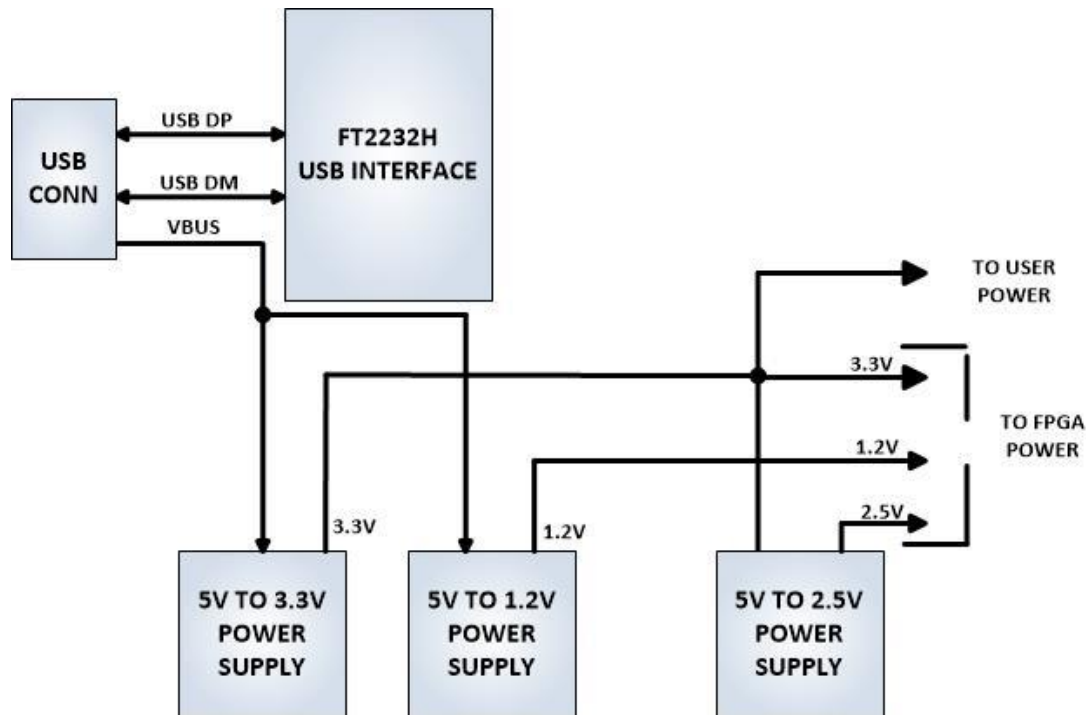 FT2232H
USB INTERFACE
USB
CONN
USB DP
USB DM
VBUS
TO USER
POWER
3.3V
1.2V
2.5V
TO FPGA
POWER
3.3V
1.2V
5V TO 3.3V
POWER
SUPPLY
5V TO 1.2V
POWER
SUPPLY
5V TO 2.5V
POWER
SUPPLY